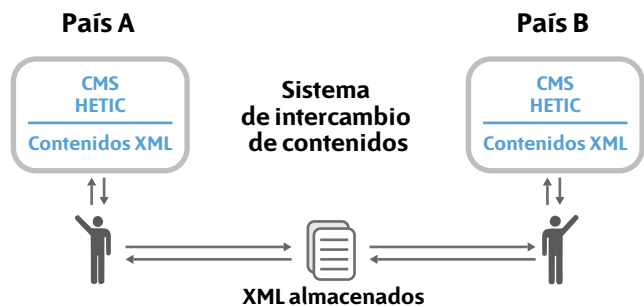 País A
País B
CMS
HETIC
Contenidos XML
Sistema
de intercambio
de contenidos
CMS
HETIC
Contenidos XML
XML almacenados